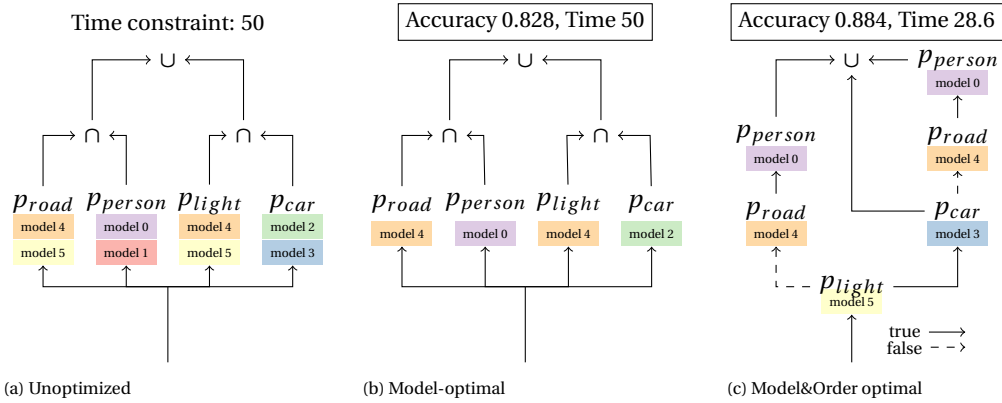 Time constraint: 50
∪
∩ ∩
p_road p_person p_light p_car
model 4 model 0 model 4 model 2
model 5 model 1 model 5 model 3
(a) Unoptimized
Accuracy 0.828, Time 50
∪
∩ ∩
p_road p_person p_light p_car
model 4 model 0 model 4 model 2
(b) Model-optimal
Accuracy 0.884, Time 28.6
∪ p_person
model 0
p_person p_road
model 0 model 4
p_road p_car
model 4 model 3
p_light
model 5
true
false
(c) Model&Order optimal